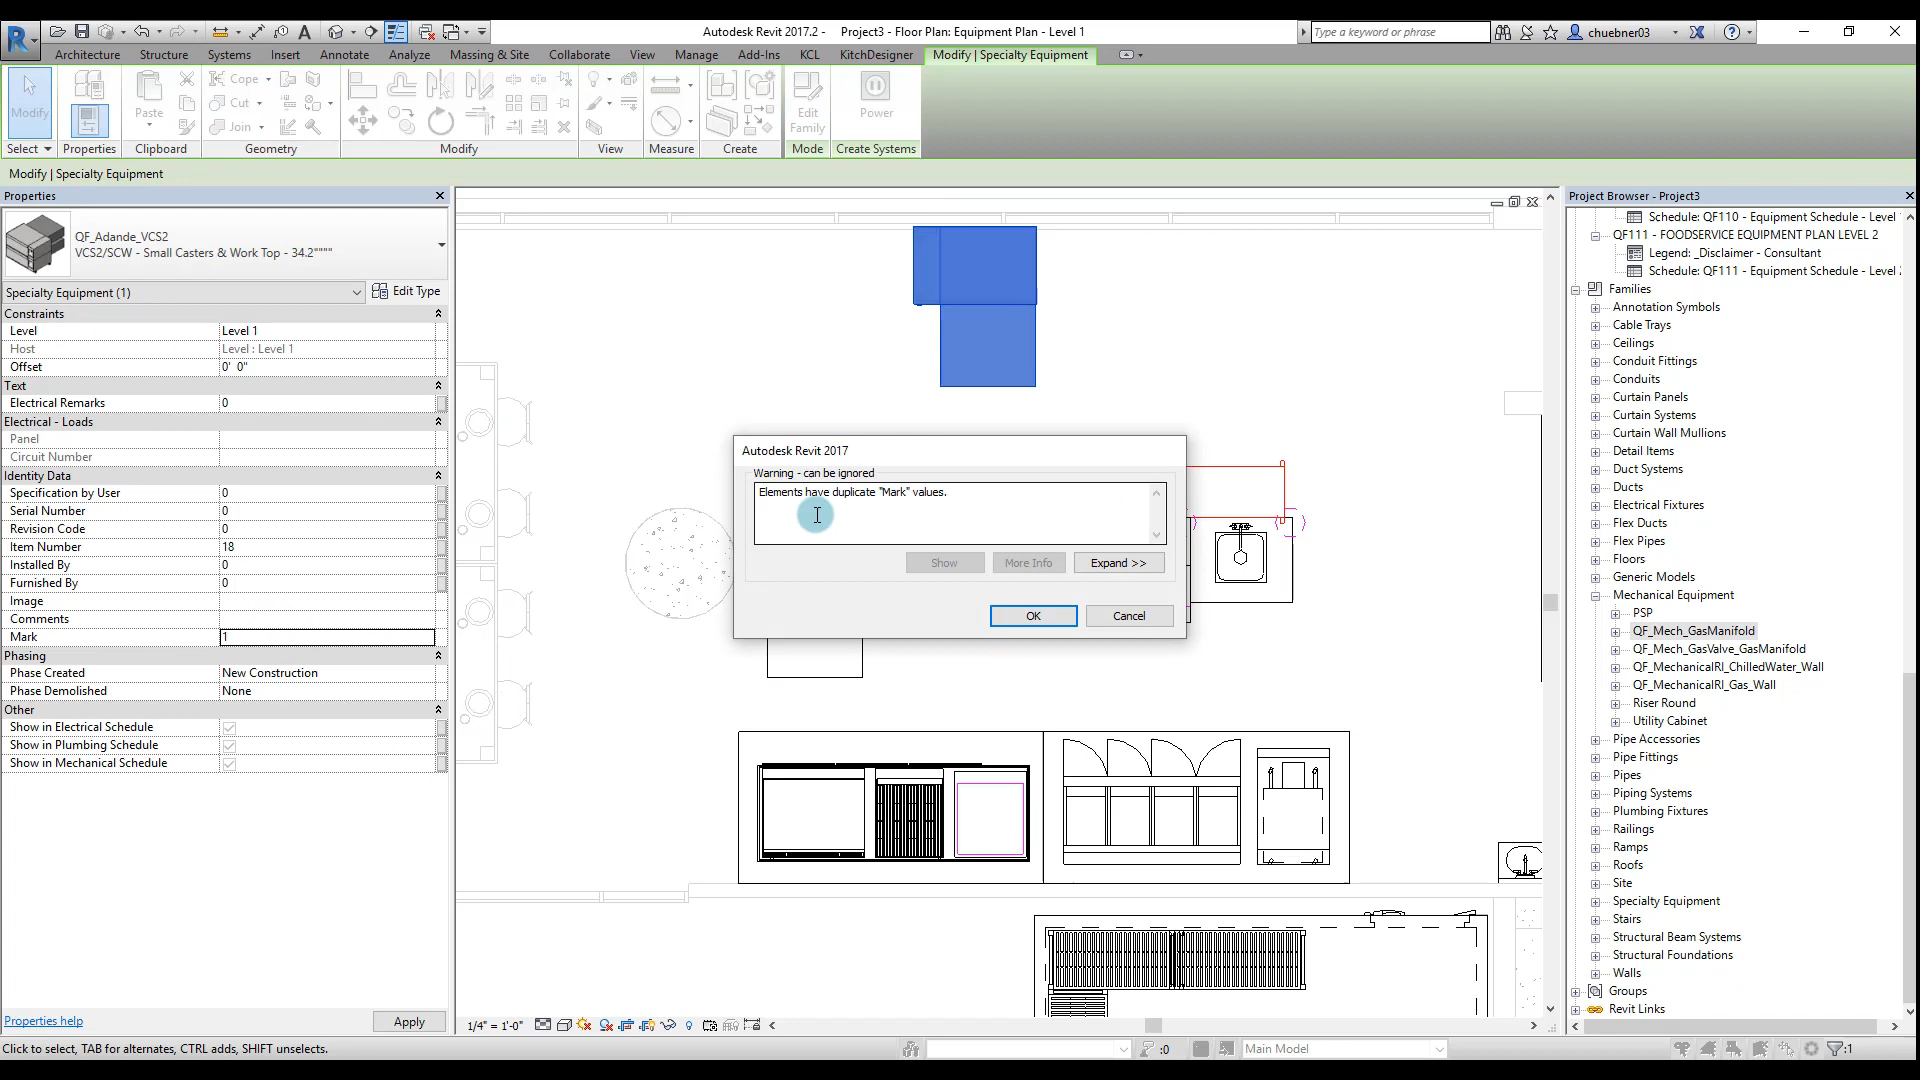 Autodesk Revit 2017.2 -    Project3 - Floor Plan: Equipment Plan - Level 1
Type a keyword or phrase
chuebner03
Architecture Structure Systems Insert Annotate Analyze Massing & Site Collaborate View Manage Add-Ins KCL KitchDesigner Modify | Specialty Equipment
Modify
Paste
Cope
Cut
Join
Edit
Family
Power
Select Properties Clipboard Geometry Modify View Measure Create Mode Create Systems
Modify | Specialty Equipment
Properties
QF_Adande_VCS2
VCS2/SCW - Small Casters & Work Top - 34.2""""
Specialty Equipment (1) Edit Type
Constraints
Level Level 1
Host Level : Level 1
Offset 0'  0"
Text
Electrical Remarks 0
Electrical - Loads
Panel
Circuit Number
Identity Data
Specification by User 0
Serial Number 0
Revision Code 0
Item Number 18
Installed By 0
Furnished By 0
Image
Comments
Mark 1
Phasing
Phase Created New Construction
Phase Demolished None
Other
Show in Electrical Schedule
Show in Plumbing Schedule
Show in Mechanical Schedule
Properties help Apply
Autodesk Revit 2017
Warning - can be ignored
Elements have duplicate "Mark" values.
Show More Info Expand >>
OK Cancel
Project Browser - Project3
Schedule: QF110 - Equipment Schedule - Level
QF111 - FOODSERVICE EQUIPMENT PLAN LEVEL 2
Legend: _Disclaimer - Consultant
Schedule: QF111 - Equipment Schedule - Level
Families
Annotation Symbols
Cable Trays
Ceilings
Conduit Fittings
Conduits
Curtain Panels
Curtain Systems
Curtain Wall Mullions
Detail Items
Duct Systems
Ducts
Electrical Fixtures
Flex Ducts
Flex Pipes
Floors
Generic Models
Mechanical Equipment
PSP
QF_Mech_GasManifold
QF_Mech_GasValve_GasManifold
QF_MechanicalRI_ChilledWater_Wall
QF_MechanicalRI_Gas_Wall
Riser Round
Utility Cabinet
Pipe Accessories
Pipe Fittings
Pipes
Piping Systems
Plumbing Fixtures
Railings
Ramps
Roofs
Site
Specialty Equipment
Stairs
Structural Beam Systems
Structural Foundations
Walls
Groups
Revit Links
1/4" = 1'-0"
Click to select, TAB for alternates, CTRL adds, SHIFT unselects.
:0
Main Model
:1